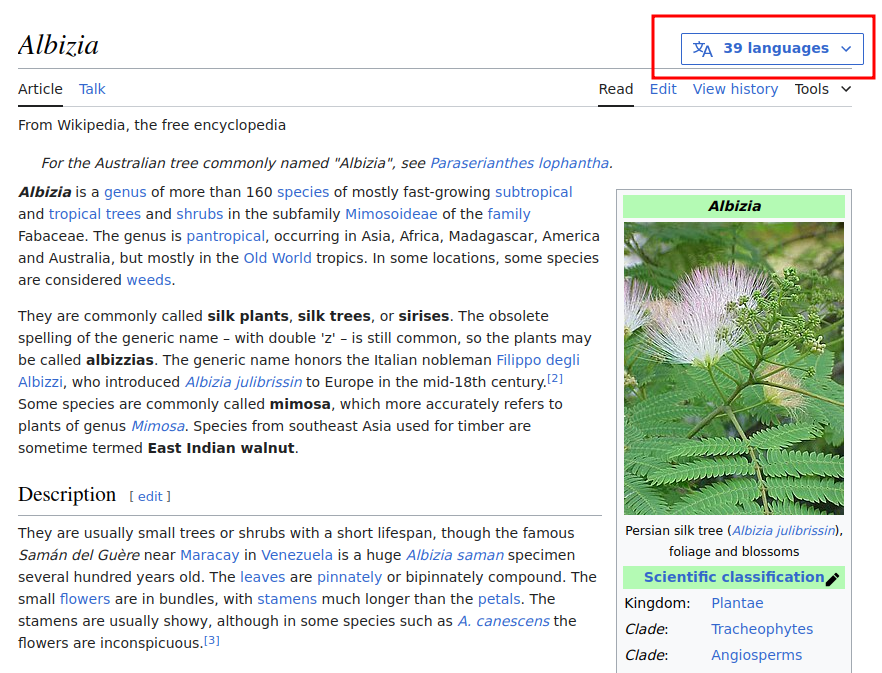 Albizia
39 languages
Article Talk Read Edit View history Tools
From Wikipedia, the free encyclopedia
For the Australian tree commonly named "Albizia", see Paraserianthes lophantha.
Albizia is a genus of more than 160 species of mostly fast-growing subtropical
and tropical trees and shrubs in the subfamily Mimosoideae of the family
Fabaceae. The genus is pantropical, occurring in Asia, Africa, Madagascar, America
and Australia, but mostly in the Old World tropics. In some locations, some species
are considered weeds.
They are commonly called silk plants, silk trees, or sirises. The obsolete
spelling of the generic name – with double 'z' – is still common, so the plants may
be called albizzias. The generic name honors the Italian nobleman Filippo degli
Albizzi, who introduced Albizia julibrissin to Europe in the mid-18th century.[2]
Some species are commonly called mimosa, which more accurately refers to
plants of genus Mimosa. Species from southeast Asia used for timber are
sometime termed East Indian walnut.
Description [ edit ]
They are usually small trees or shrubs with a short lifespan, though the famous
Samán del Guère near Maracay in Venezuela is a huge Albizia saman specimen
several hundred years old. The leaves are pinnately or bipinnately compound. The
small flowers are in bundles, with stamens much longer than the petals. The
stamens are usually showy, although in some species such as A. canescens the
flowers are inconspicuous.[3]
Albizia
Persian silk tree (Albizia julibrissin),
foliage and blossoms
Scientific classification
Kingdom: Plantae
Clade: Tracheophytes
Clade: Angiosperms